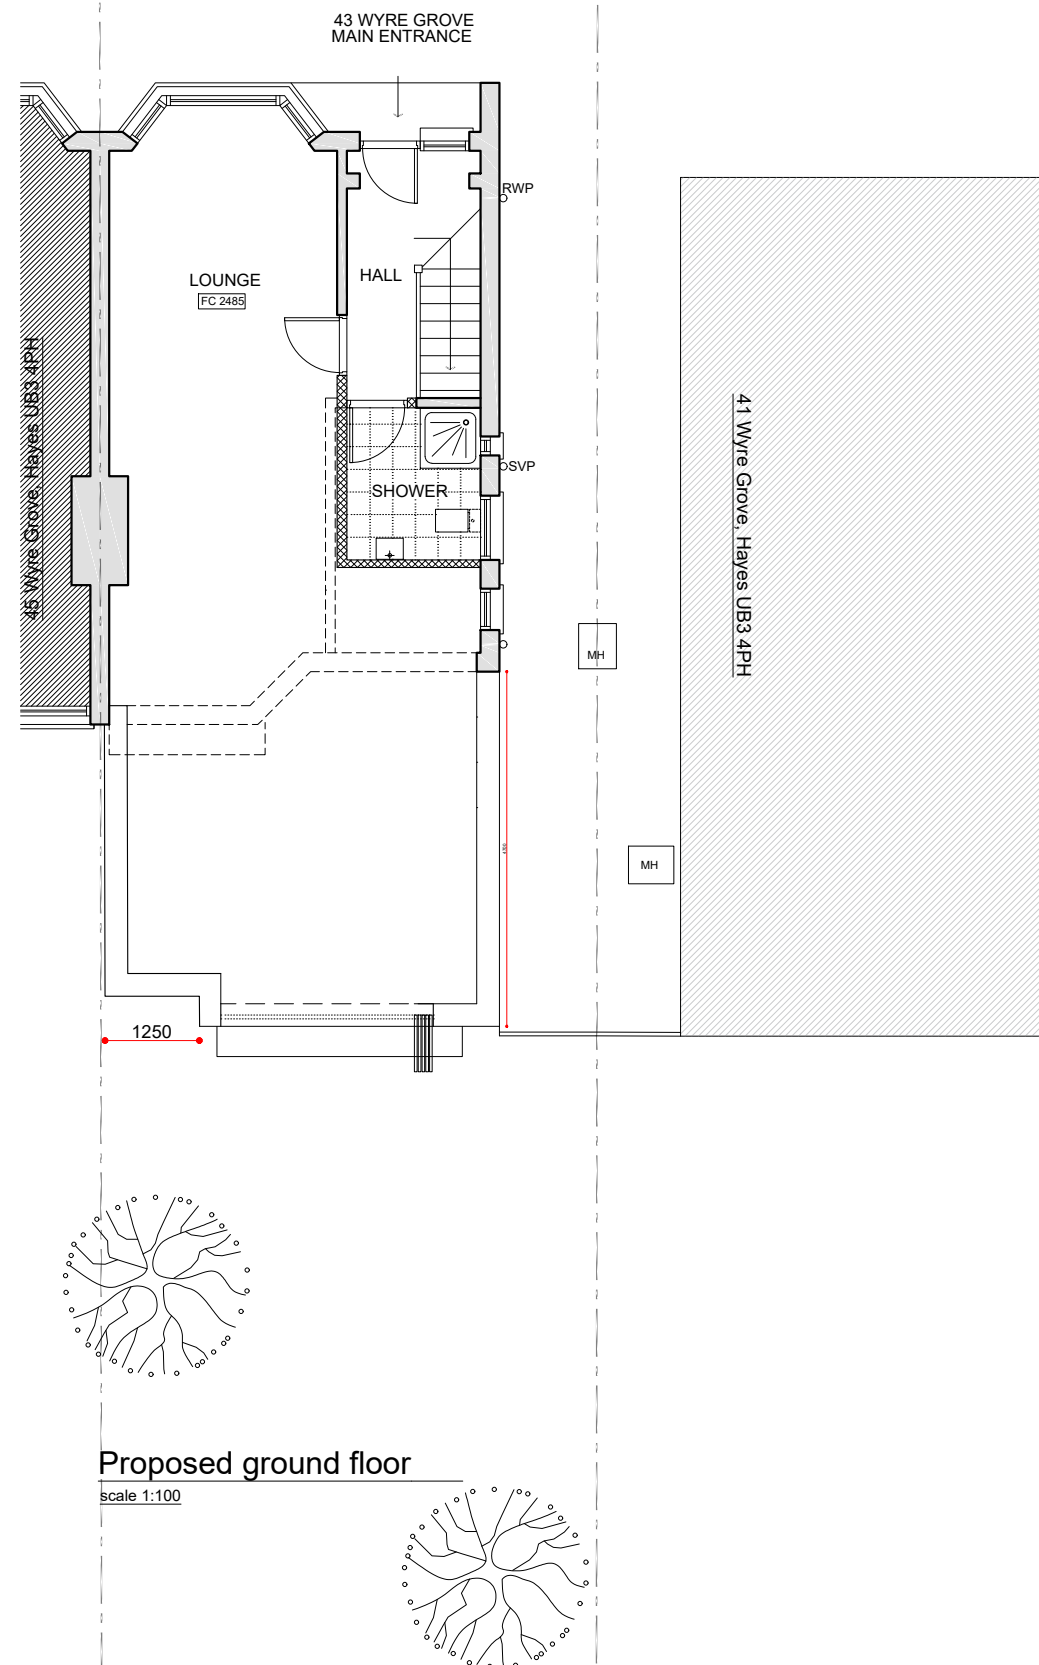 43 WYRE GROVE
MAIN ENTRANCE
RWP
LOUNGE
HALL
FC 2485
45 Wyre Grove, Hayes UB3 4PH
41 Wyre Grove, Hayes UB3 4PH
SVP
SHOWER
MH
MH
1250
Proposed ground floor
scale 1:100